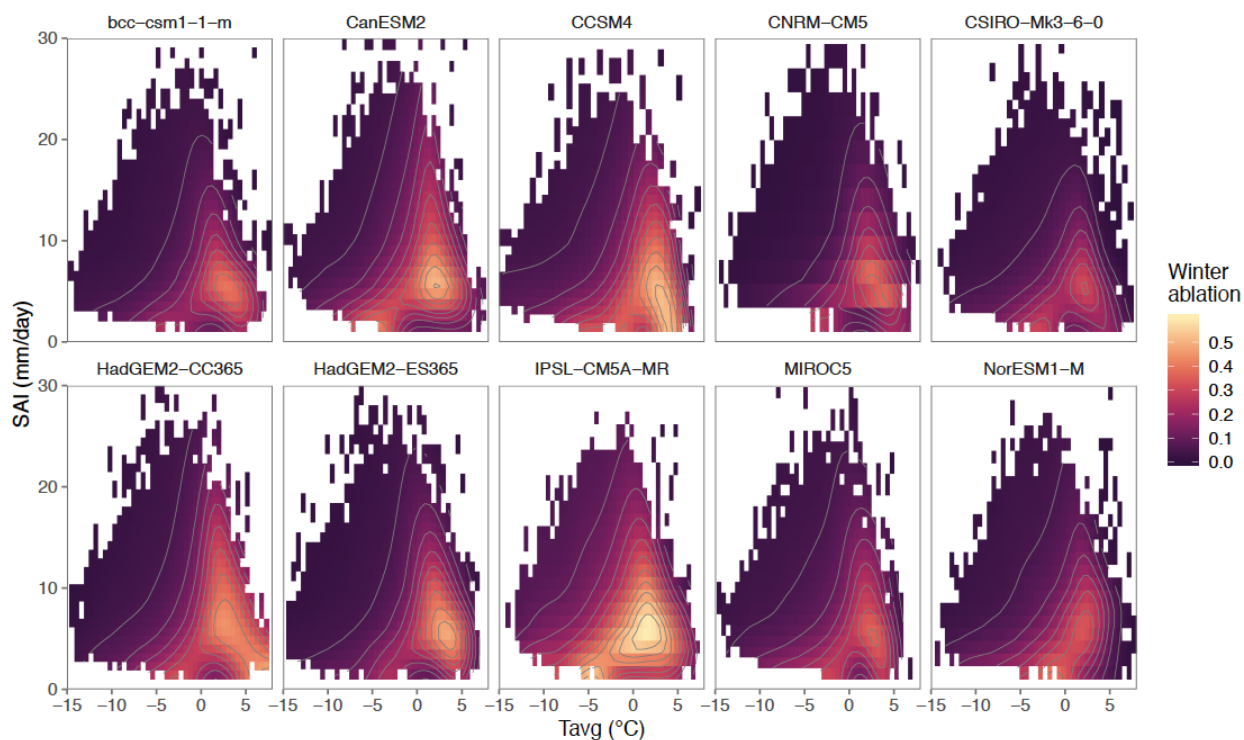 bcc-csm1-1-m CanESM2 CCSM4 CNRM-CM5 CSIRO-Mk3-6-0
30
20
10
0
HadGEM2-CC365 HadGEM2-ES365 IPSL-CM5A-MR MIROC5 NorESM1-M
30
20
10
0
-15 -10 -5 0 5 -15 -10 -5 0 5 -15 -10 -5 0 5 -15 -10 -5 0 5 -15 -10 -5 0 5
SAI (mm/day)
Tavg (°C)
Winter
ablation
0.5
0.4
0.3
0.2
0.1
0.0